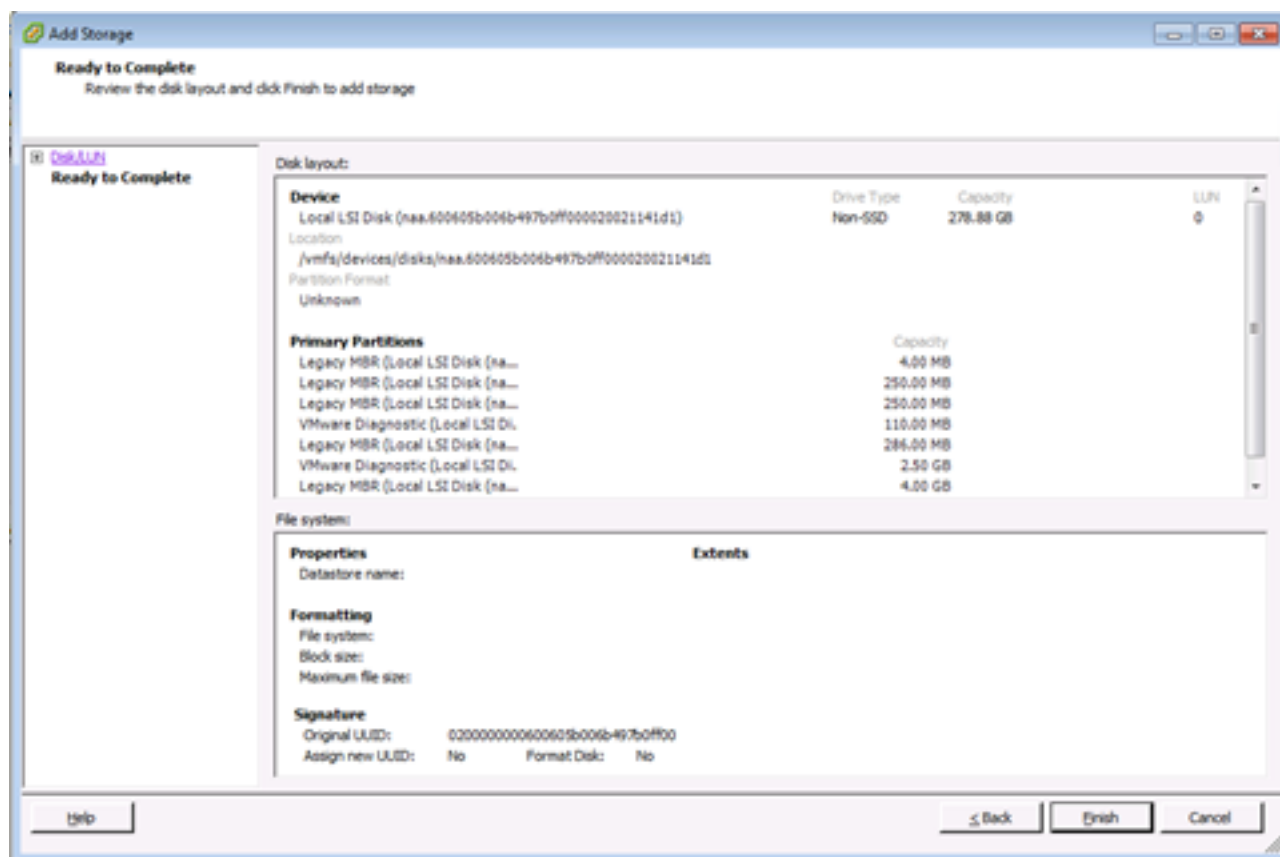 Add Storage
Ready to Complete
Review the disk layout and click Finish to add storage
Disk/LUN
Ready to Complete
Disk layout:
Device Drive Type Capacity LUN
Local LSI Disk (naa.600605b006b497b0ff000020021141d1) Non-SSD 278.88 GB 0
Location
/vmfs/devices/disks/naa.600605b006b497b0ff000020021141d1
Partition Format
Unknown
Primary Partitions Capacity
Legacy MBR (Local LSI Disk (na... 4.00 MB
Legacy MBR (Local LSI Disk (na... 250.00 MB
Legacy MBR (Local LSI Disk (na... 250.00 MB
VMware Diagnostic (Local LSI Di. 110.00 MB
Legacy MBR (Local LSI Disk (na... 286.00 MB
VMware Diagnostic (Local LSI Di. 2.50 GB
Legacy MBR (Local LSI Disk (na... 4.00 GB
File system:
Properties Extents
Datastore name:
Formatting
File system:
Block size:
Maximum file size:
Signature
Original UUID: 0200000000600605b006b497b0ff00
Assign new UUID: No Format Disk: No
Help < Back Finish Cancel